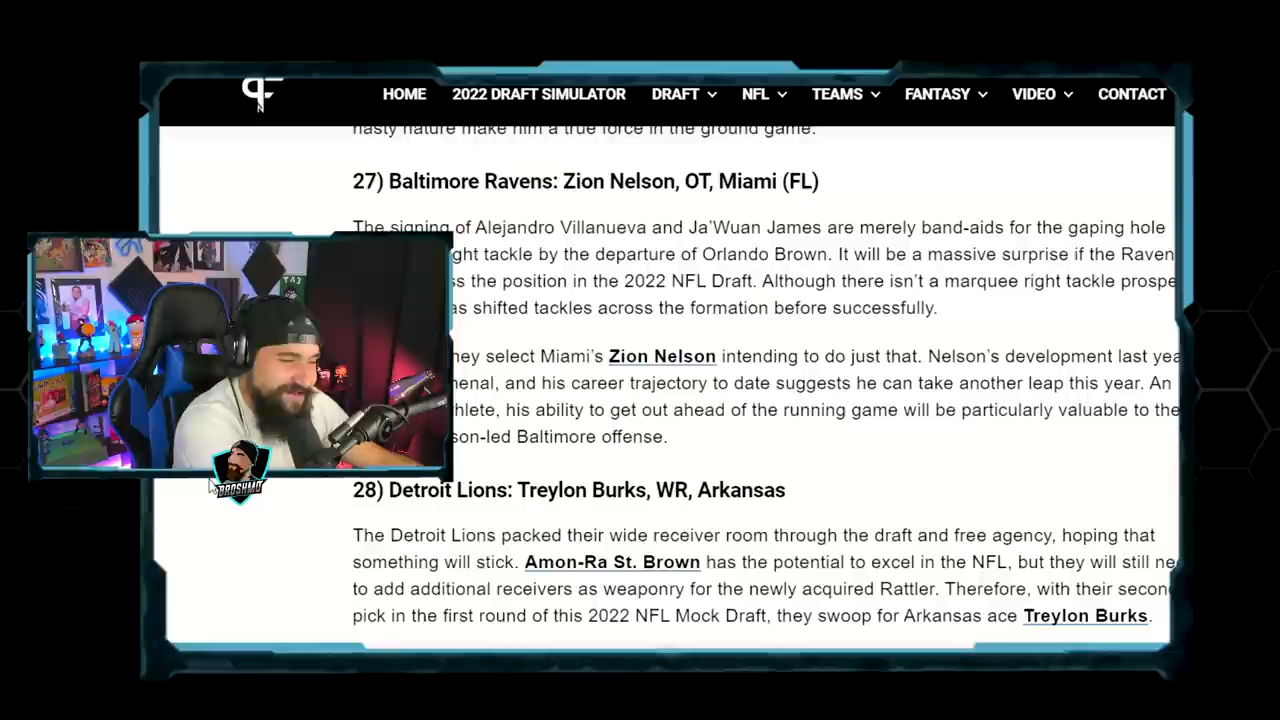 HOME 2022 DRAFT SIMULATOR DRAFT NFL TEAMS FANTASY VIDEO CONTACT
nasty nature make him a true force in the ground game.
27) Baltimore Ravens: Zion Nelson, OT, Miami (FL)
The signing of Alejandro Villanueva and Ja'Wuan James are merely band-aids for the gaping hole
ght tackle by the departure of Orlando Brown. It will be a massive surprise if the Raven
ss the position in the 2022 NFL Draft. Although there isn't a marquee right tackle prospe
as shifted tackles across the formation before successfully.
hey select Miami's Zion Nelson intending to do just that. Nelson's development last yea
enal, and his career trajectory to date suggests he can take another leap this year. An
hlete, his ability to get out ahead of the running game will be particularly valuable to the
son-led Baltimore offense.
BROSHMO
28) Detroit Lions: Treylon Burks, WR, Arkansas
The Detroit Lions packed their wide receiver room through the draft and free agency, hoping that
something will stick. Amon-Ra St. Brown has the potential to excel in the NFL, but they will still ne
to add additional receivers as weaponry for the newly acquired Rattler. Therefore, with their secon
pick in the first round of this 2022 NFL Mock Draft, they swoop for Arkansas ace Treylon Burks.